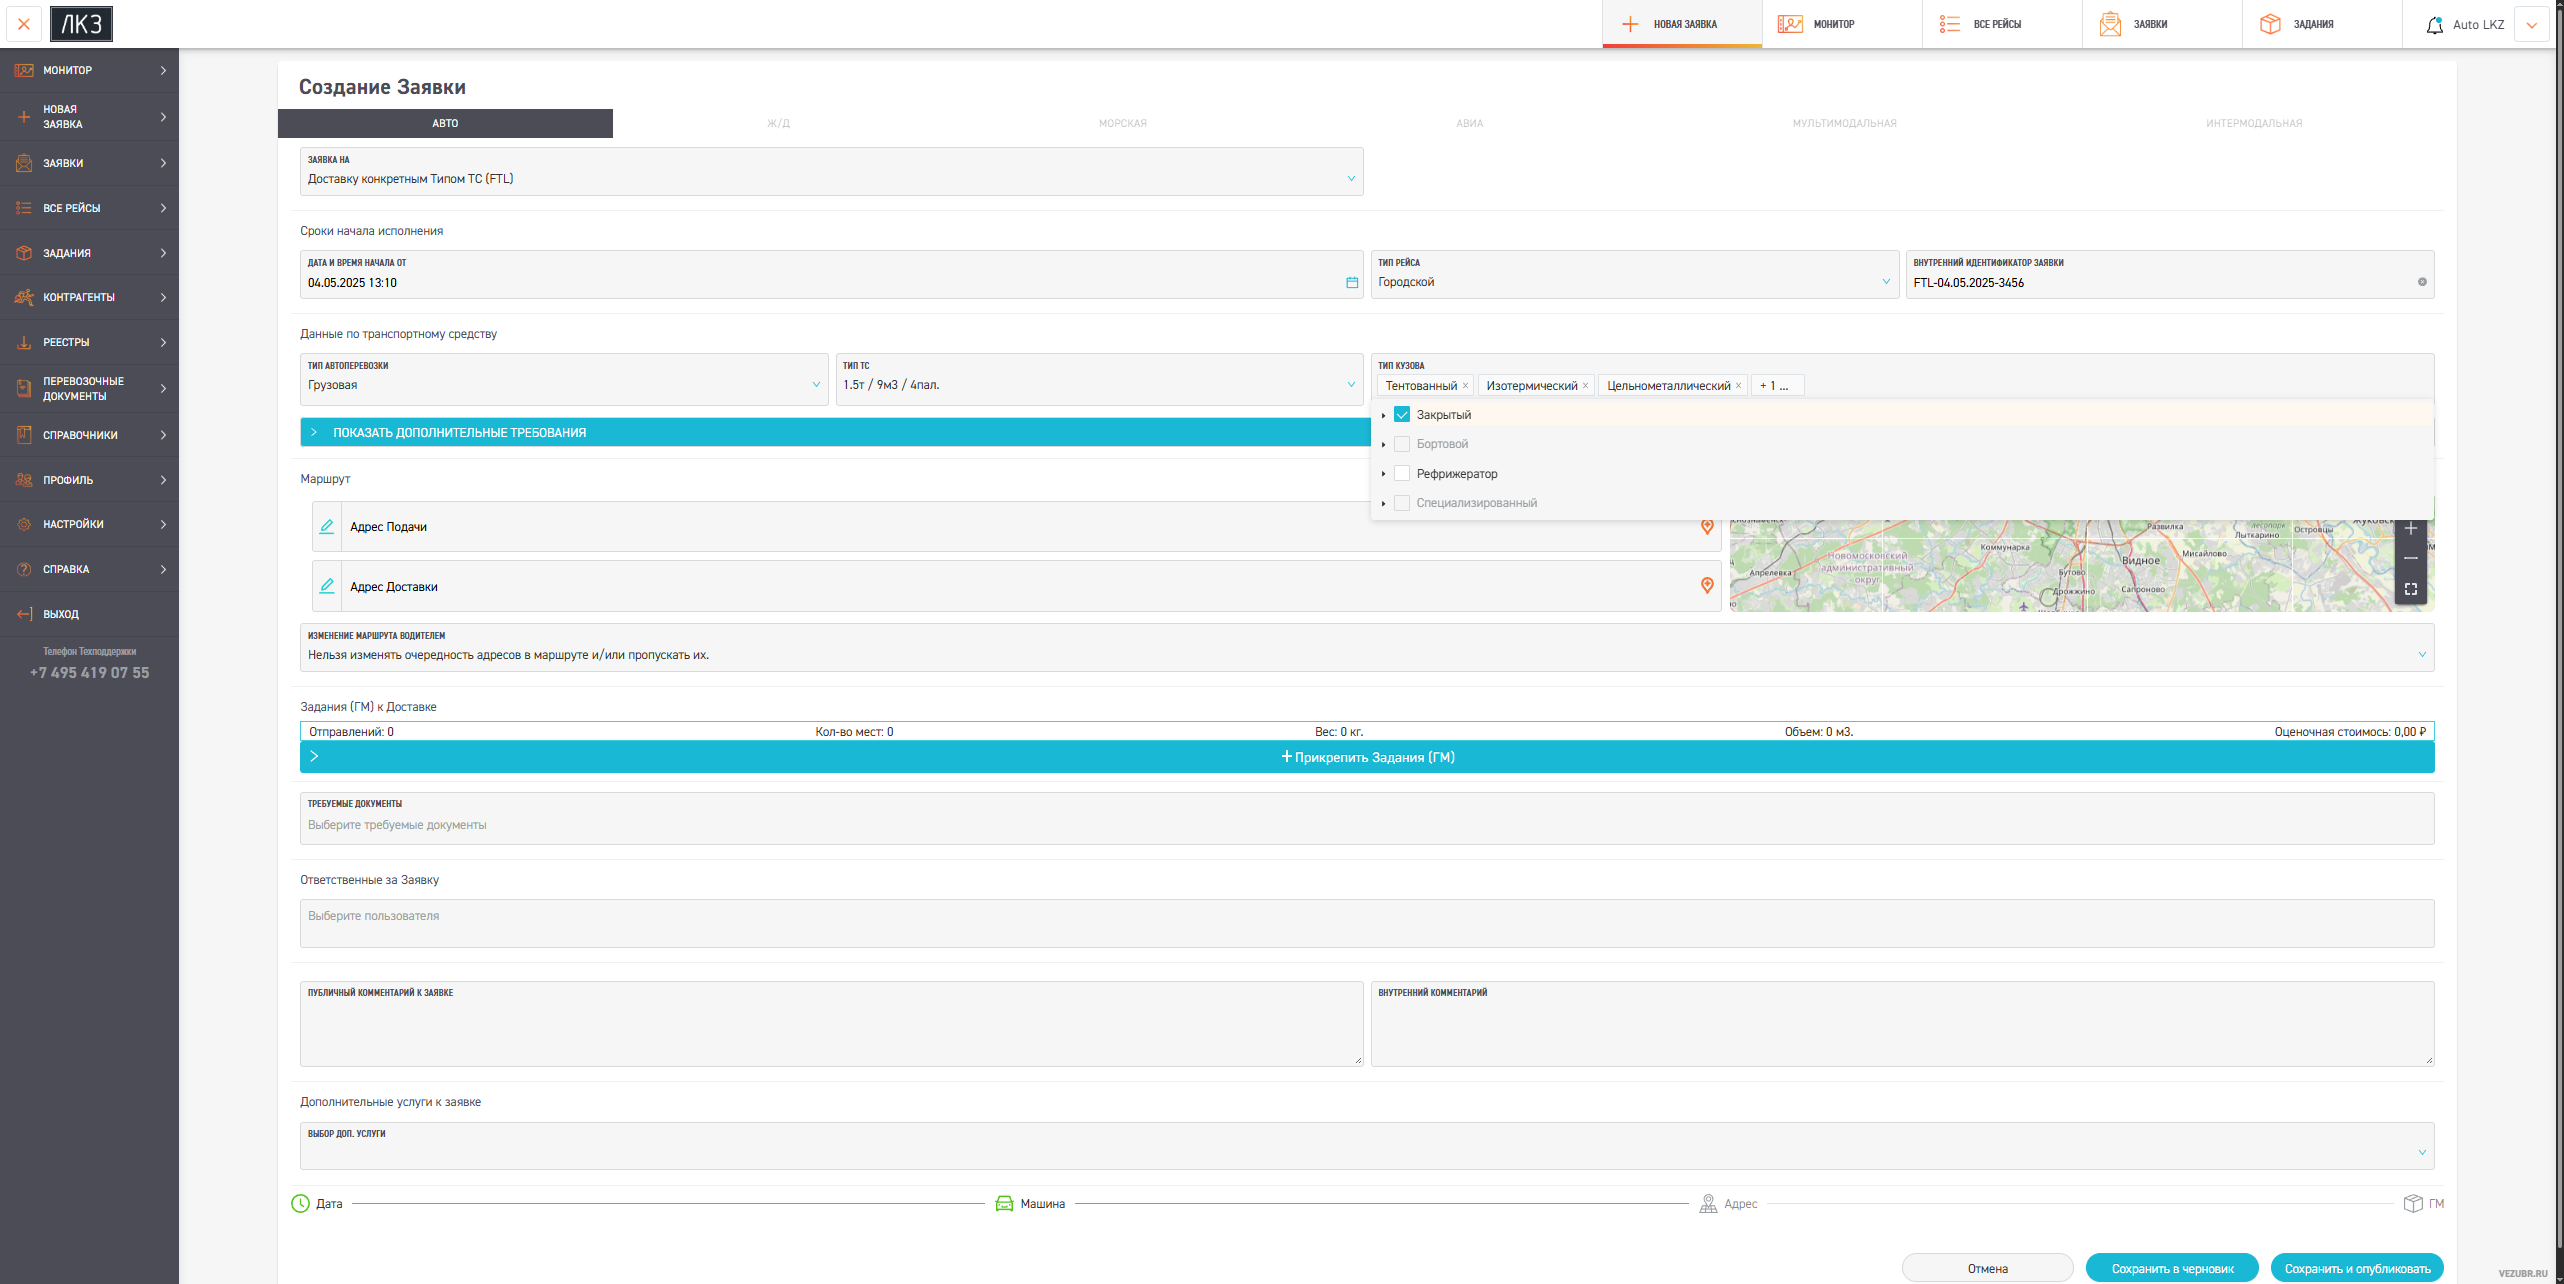 ЛКЗ
НОВАЯ ЗАЯВКА
МОНИТОР
ВСЕ РЕЙСЫ
ЗАЯВКИ
ЗАДАНИЯ
Auto LKZ
МОНИТОР
НОВАЯ
ЗАЯВКА
ЗАЯВКИ
ВСЕ РЕЙСЫ
ЗАДАНИЯ
КОНТРАГЕНТЫ
РЕЕСТРЫ
ПЕРЕВОЗОЧНЫЕ
ДОКУМЕНТЫ
СПРАВОЧНИКИ
ПРОФИЛЬ
НАСТРОЙКИ
СПРАВКА
ВЫХОД
Телефон Техподдержки
+7 495 419 07 55
Создание Заявки
АВТО
Ж/Д
МОРСКАЯ
АВИА
МУЛЬТИМОДАЛЬНАЯ
ИНТЕРМОДАЛЬНАЯ
ЗАЯВКА НА
Доставку конкретным Типом ТС (FTL)
Сроки начала исполнения
ДАТА И ВРЕМЯ НАЧАЛА ОТ
04.05.2025 13:10
ТИП РЕЙСА
Городской
ВНУТРЕННИЙ ИДЕНТИФИКАТОР ЗАЯВКИ
FTL-04.05.2025-3456
Данные по транспортному средству
ТИП АВТОПЕРЕВОЗКИ
Грузовая
ТИП ТС
1.5т / 9м3 / 4пал.
ТИП КУЗОВА
Тентованный ×
Изотермический ×
Цельнометаллический ×
+ 1 ...
Закрытый
Бортовой
Рефрижератор
Специализированный
ПОКАЗАТЬ ДОПОЛНИТЕЛЬНЫЕ ТРЕБОВАНИЯ
Маршрут
Адрес Подачи
Адрес Доставки
Развилка
лесопарк
Лыткарино
Островцы
Коммунарка
Мисайлово
Новомосковский
административный
округ
Видное
Апрелевка
Бутово
Дрожжино
Сапроново
ИЗМЕНЕНИЕ МАРШРУТА ВОДИТЕЛЕМ
Нельзя изменять очередность адресов в маршруте и/или пропускать их.
Задания (ГМ) к Доставке
Отправлений: 0
Кол-во мест: 0
Вес: 0 кг.
Объем: 0 м3.
Оценочная стоимось: 0,00 ₽
+ Прикрепить Задания (ГМ)
ТРЕБУЕМЫЕ ДОКУМЕНТЫ
Выберите требуемые документы
Ответственные за Заявку
Выберите пользователя
ПУБЛИЧНЫЙ КОММЕНТАРИЙ К ЗАЯВКЕ
ВНУТРЕННИЙ КОММЕНТАРИЙ
Дополнительные услуги к заявке
ВЫБОР ДОП. УСЛУГИ
Дата
Машина
Адрес
ГМ
Отмена
Сохранить в черновик
Сохранить и опубликовать
VEZUBR.RU